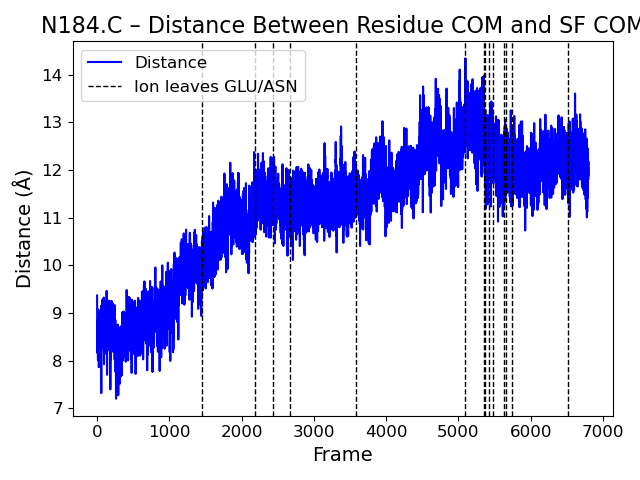 N184.C – Distance Between Residue COM and SF COM
Distance
Ion leaves GLU/ASN
Distance (Å)
14
13
12
11
10
9
8
7
0 1000 2000 3000 4000 5000 6000 7000
Frame